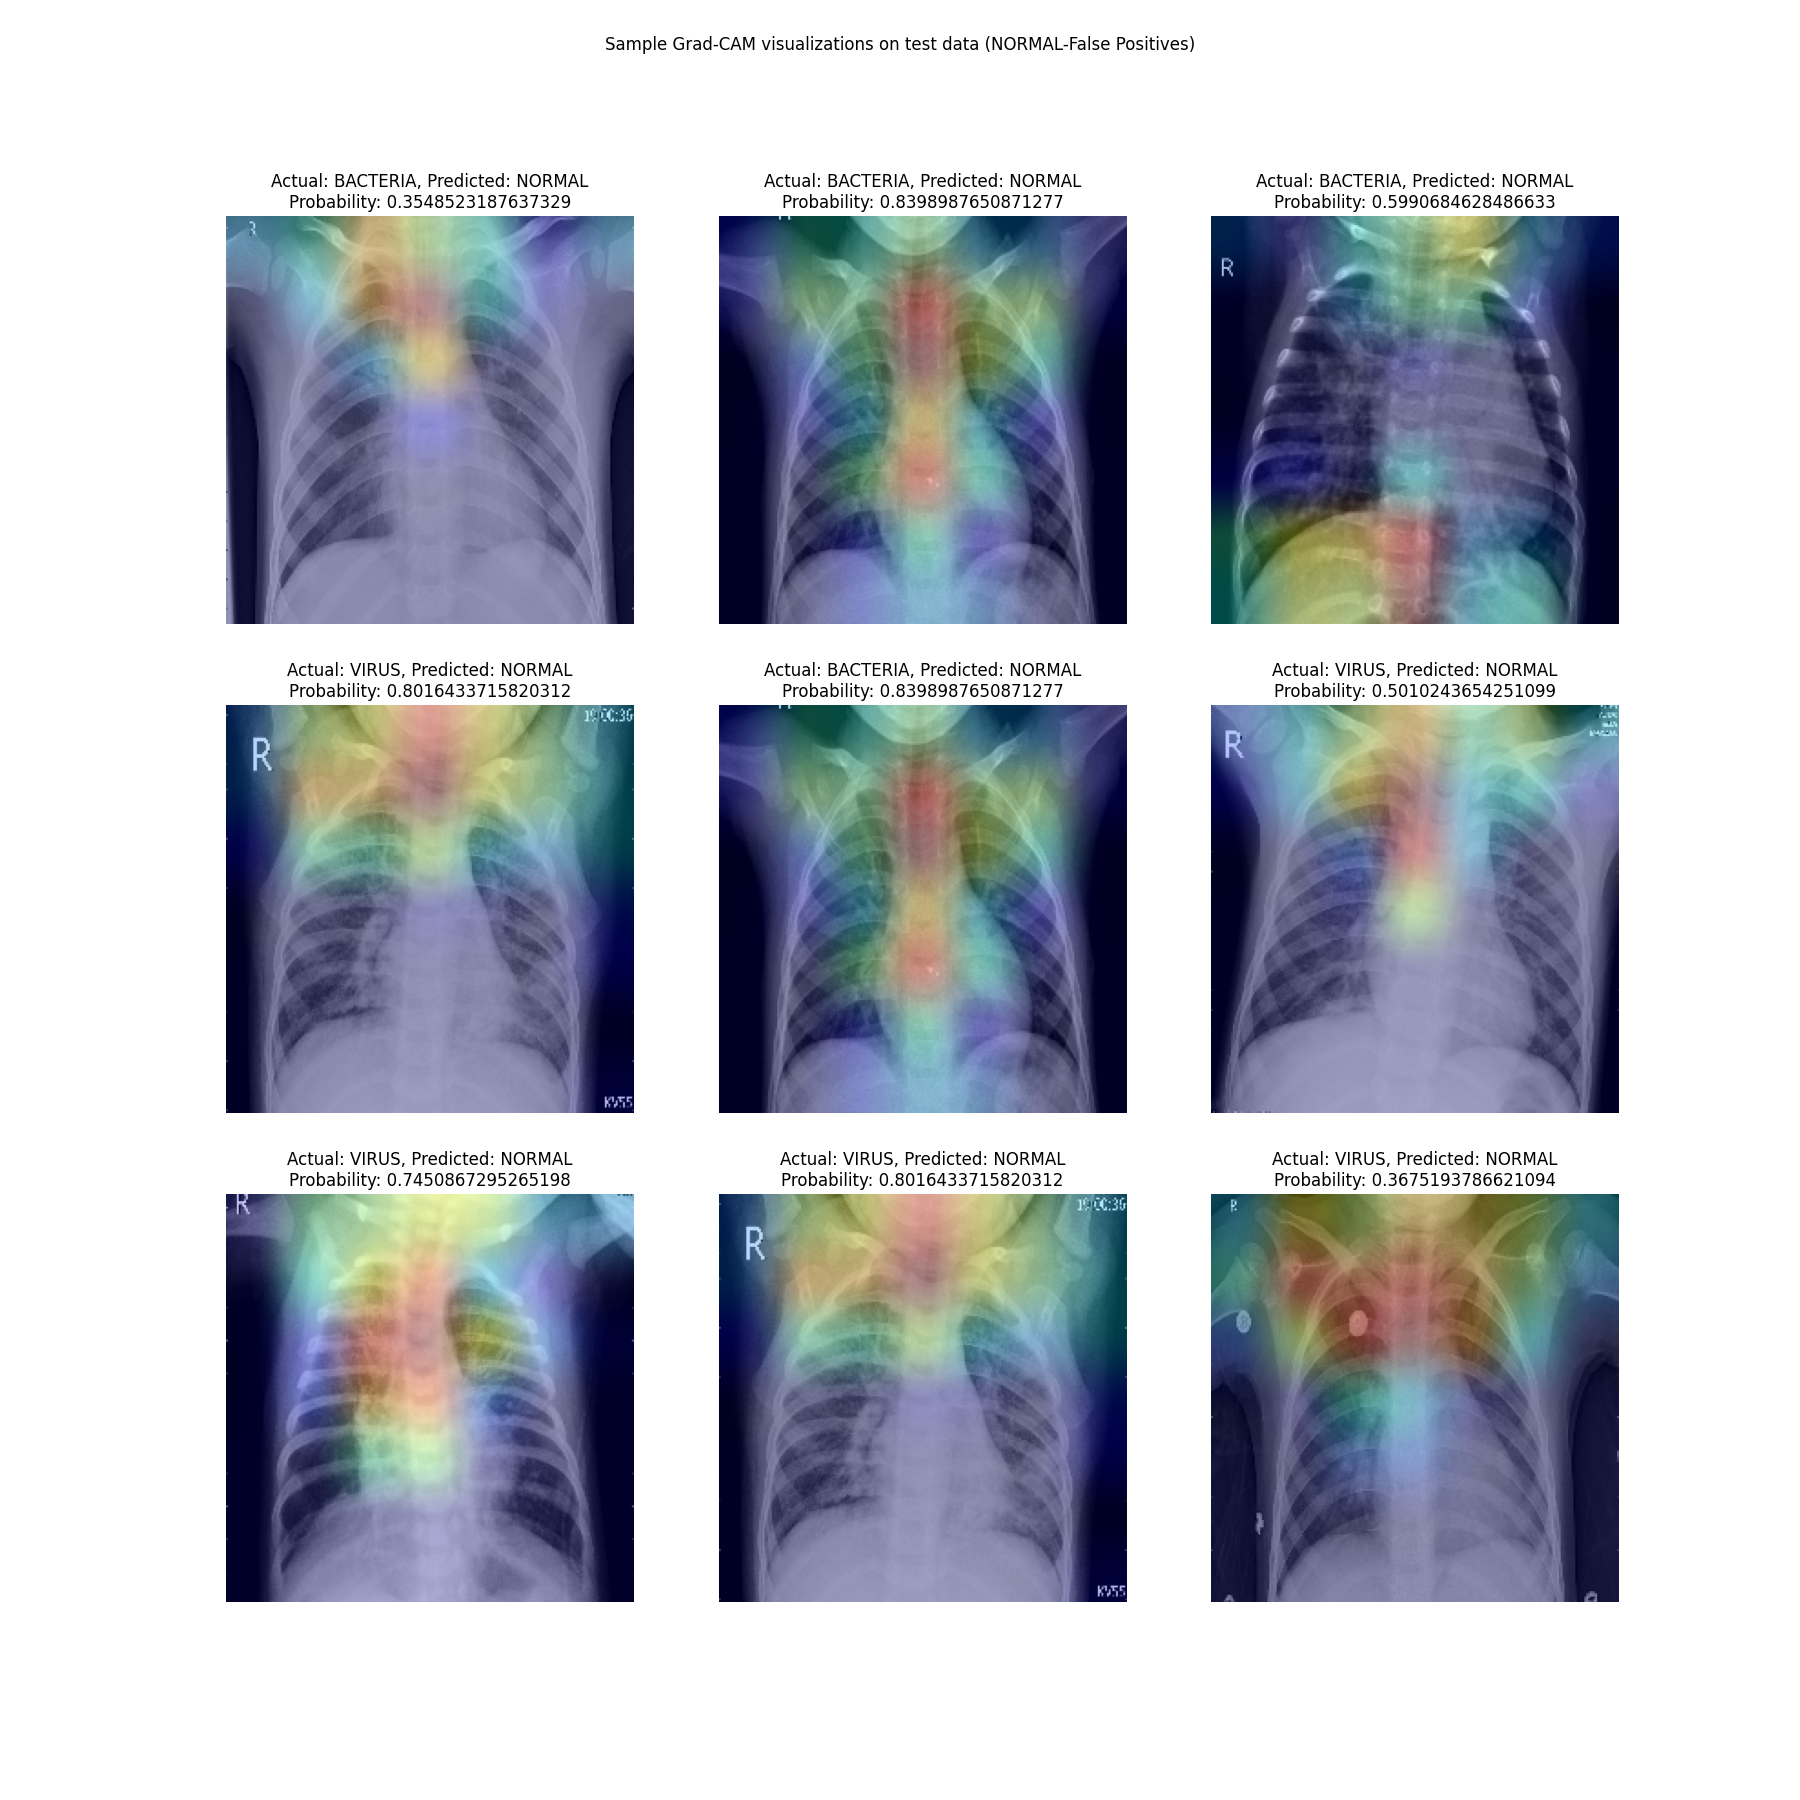 Sample Grad-CAM visualizations on test data (NORMAL-False Positives)
Actual: BACTERIA, Predicted: NORMAL
Probability: 0.3548523187637329
Actual: BACTERIA, Predicted: NORMAL
Probability: 0.8398987650871277
Actual: BACTERIA, Predicted: NORMAL
Probability: 0.5990684628486633
R
R
Actual: VIRUS, Predicted: NORMAL
Probability: 0.8016433715820312
Actual: BACTERIA, Predicted: NORMAL
Probability: 0.8398987650871277
Actual: VIRUS, Predicted: NORMAL
Probability: 0.5010243654251099
R
R
KV55
Actual: VIRUS, Predicted: NORMAL
Probability: 0.7450867295265198
Actual: VIRUS, Predicted: NORMAL
Probability: 0.8016433715820312
Actual: VIRUS, Predicted: NORMAL
Probability: 0.3675193786621094
R
R
R
KV55